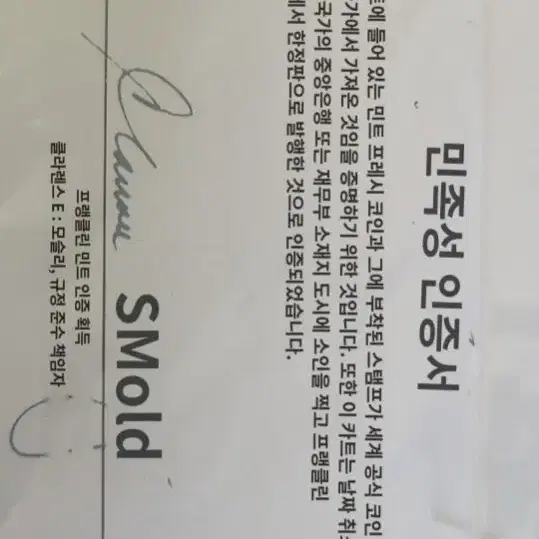 민족성 인증서
트에 들어 있는 민트 프레시 코인과 그에 부착된 스탬프가 세계 공식 코인
가에서 가져온 것임을 증명하기 위한 것입니다. 또한 이 카트는 날짜
국가의 중앙은행 또는 재무부 소재지 도시에 소인을 찍고 프랭클린
에서 한정판으로 발행한 것으로 인증되었습니다.
SMold
프랭클린 민트 인증 획득
클라렌스 E : 모슬리, 규정 준수 책임자